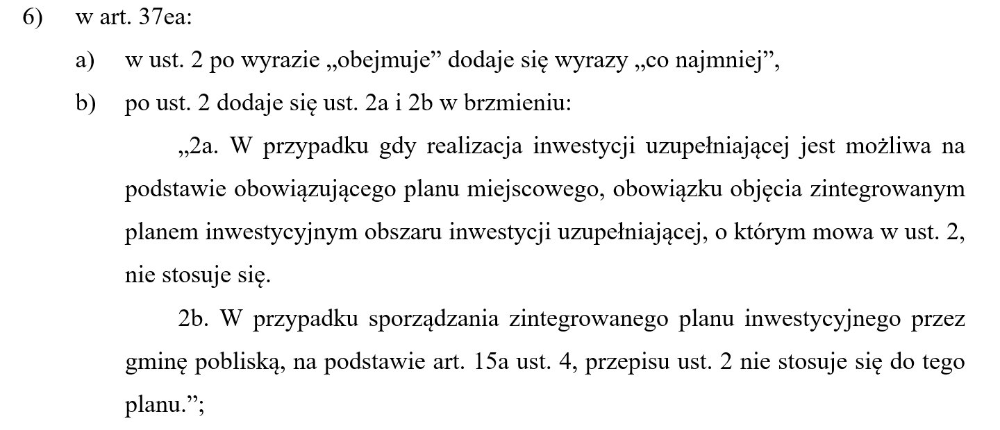 6) w art. 37ea:
a) w ust. 2 po wyrazie „obejmuje” dodaje się wyrazy „co najmniej”,
b) po ust. 2 dodaje się ust. 2a i 2b w brzmieniu:
„2a. W przypadku gdy realizacja inwestycji uzupełniającej jest możliwa na
podstawie obowiązującego planu miejscowego, obowiązku objęcia zintegrowanym
planem inwestycyjnym obszaru inwestycji uzupełniającej, o którym mowa w ust. 2,
nie stosuje się.
2b. W przypadku sporządzania zintegrowanego planu inwestycyjnego przez
gminę pobliską, na podstawie art. 15a ust. 4, przepisu ust. 2 nie stosuje się do tego
planu.”;